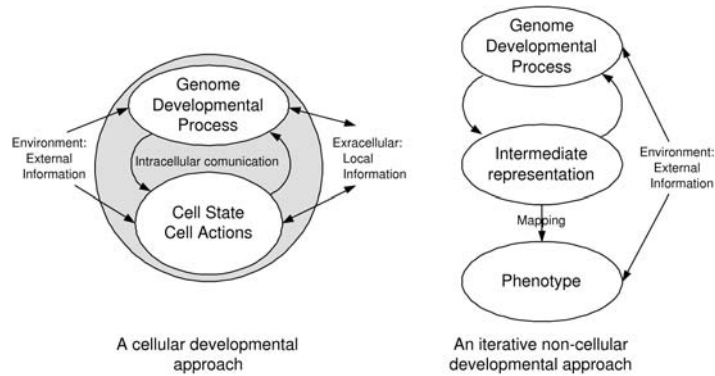 Genome
Developmental
Process
Environment:
External
Information
Intracellular comunication
Exracellular:
Local
Information
Cell State
Cell Actions
A cellular developmental
approach
Genome
Developmental
Process
Intermediate
representation
Environment:
External
Information
Mapping
Phenotype
An iterative non-cellular
developmental approach